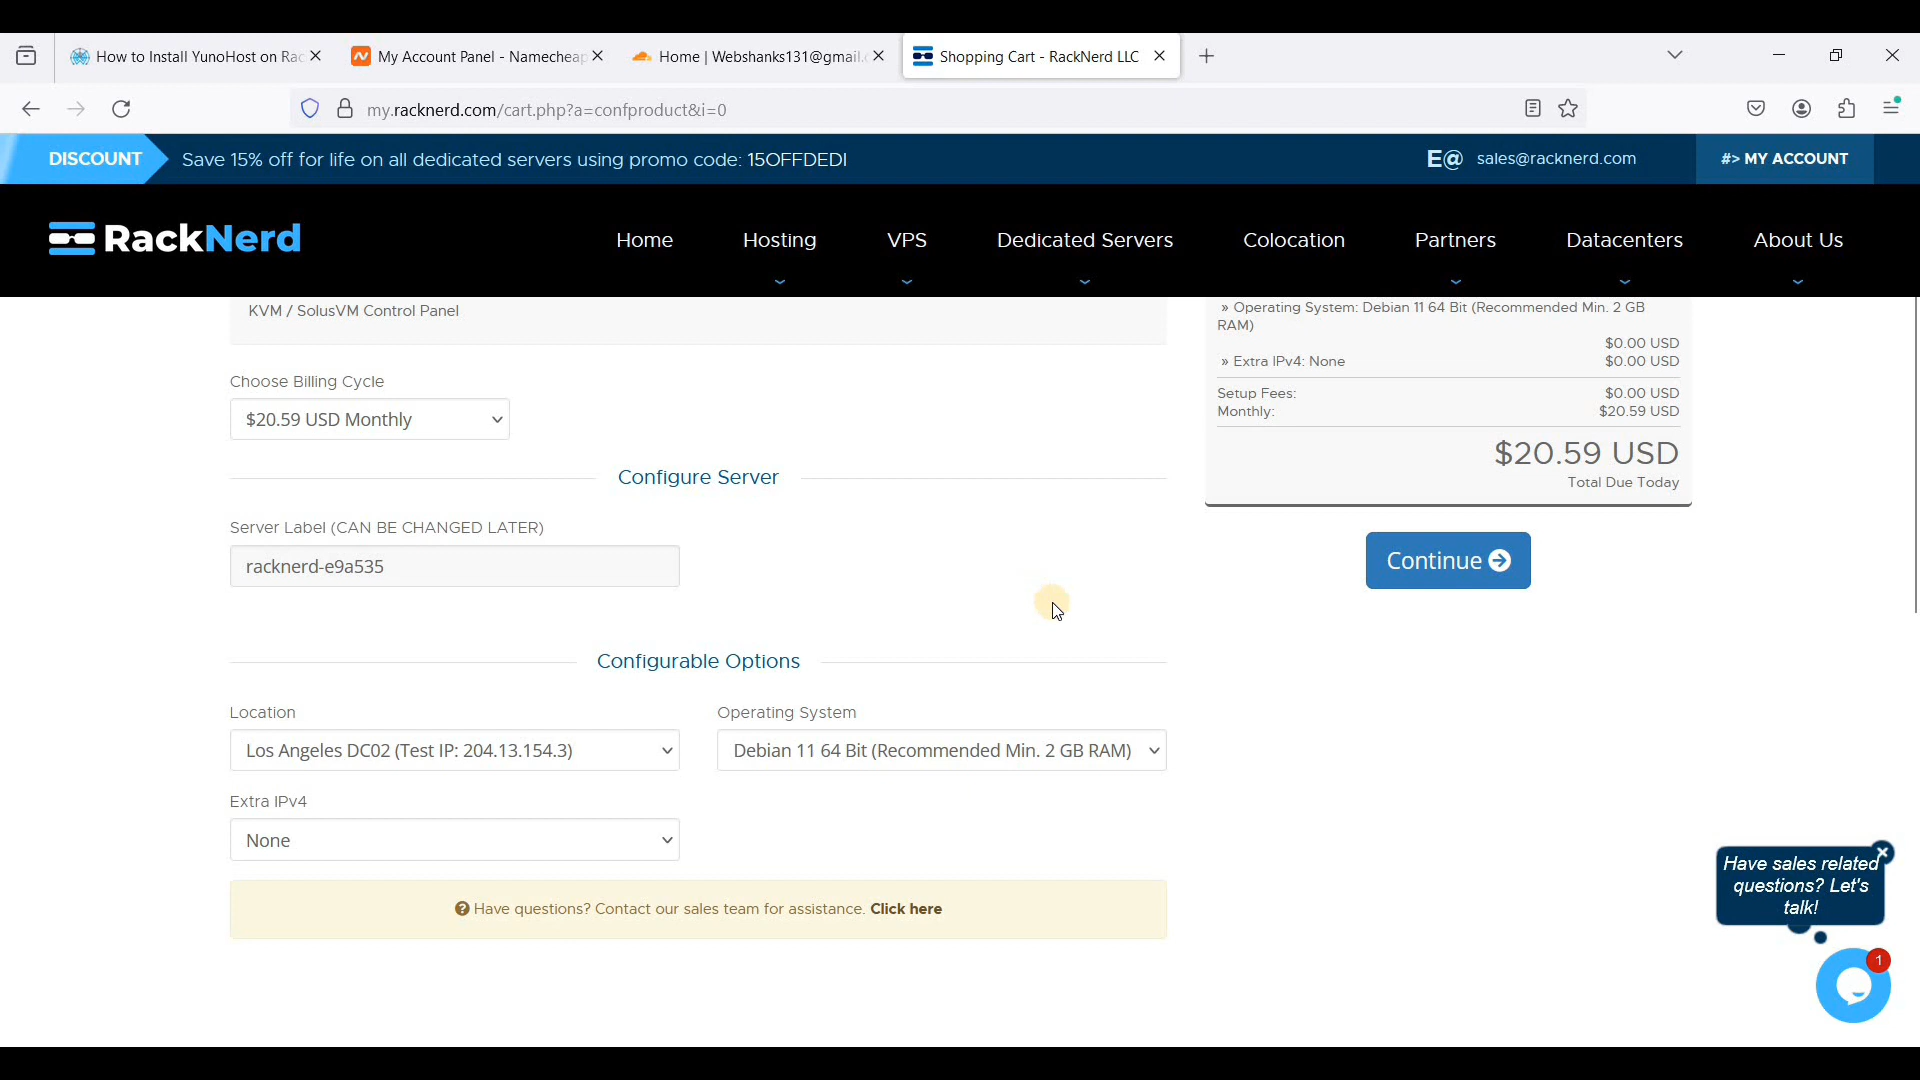 How to Install YunoHost on Rac
My Account Panel - Namecheap
Home | Webshanks131@gmail.c
Shopping Cart - RackNerd LLC
my.racknerd.com/cart.php?a=confproduct&i=0
DISCOUNT
Save 15% off for life on all dedicated servers using promo code: 15OFFDEDI
E@ sales@racknerd.com
#> MY ACCOUNT
RackNerd
Home
Hosting
VPS
Dedicated Servers
Colocation
Partners
Datacenters
About Us
KVM / SolusVM Control Panel
Choose Billing Cycle
$20.59 USD Monthly
Configure Server
Server Label (CAN BE CHANGED LATER)
racknerd-e9a535
Configurable Options
Location
Los Angeles DC02 (Test IP: 204.13.154.3)
Operating System
Debian 11 64 Bit (Recommended Min. 2 GB RAM)
Extra IPv4
None
Have questions? Contact our sales team for assistance. Click here
» Operating System: Debian 11 64 Bit (Recommended Min. 2 GB
RAM)
$0.00 USD
» Extra IPv4: None $0.00 USD
Setup Fees: $0.00 USD
Monthly: $20.59 USD
$20.59 USD
Total Due Today
Continue
Have sales related
questions? Let's
talk!
1